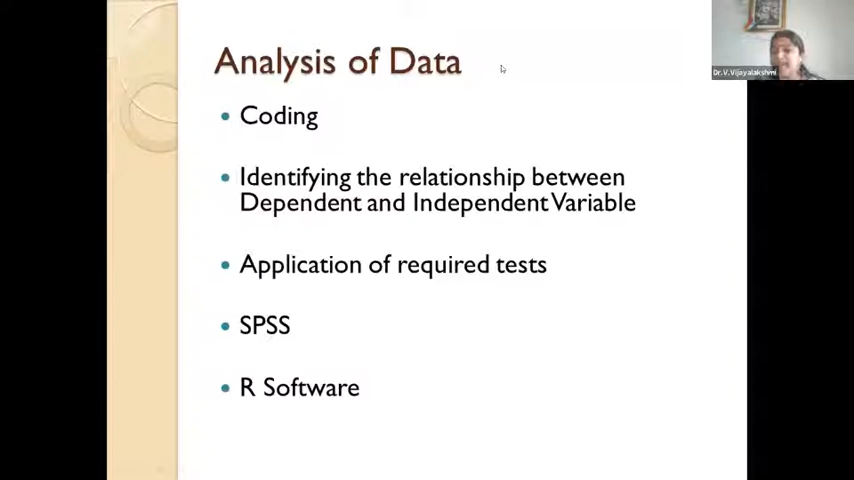 Analysis of Data
Dr.V.Vijayalakshmi
• Coding
• Identifying the relationship between
Dependent and Independent Variable
• Application of required tests
• SPSS
• R Software